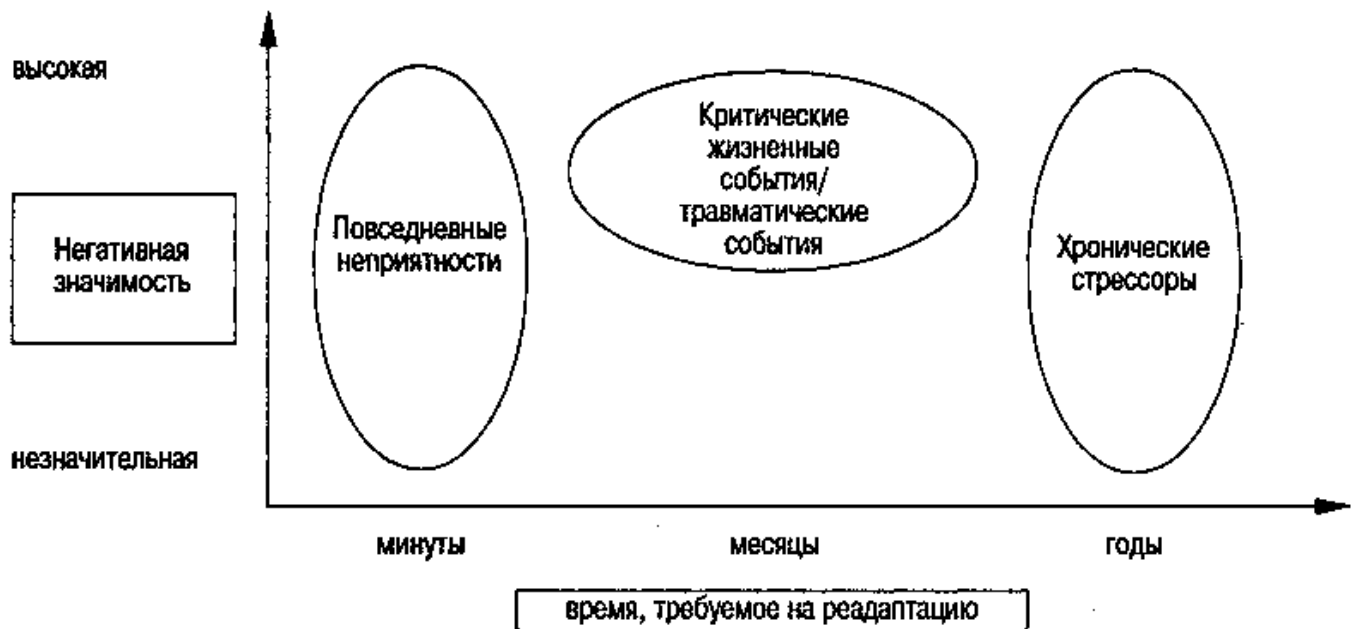 высокая
Критические
жизненные
события/
травматические
события
Повседневные
неприятности
Негативная
значимость
Хронические
стрессоры
незначительная
минуты
месяцы
годы
время, требуемое на реадаптацию